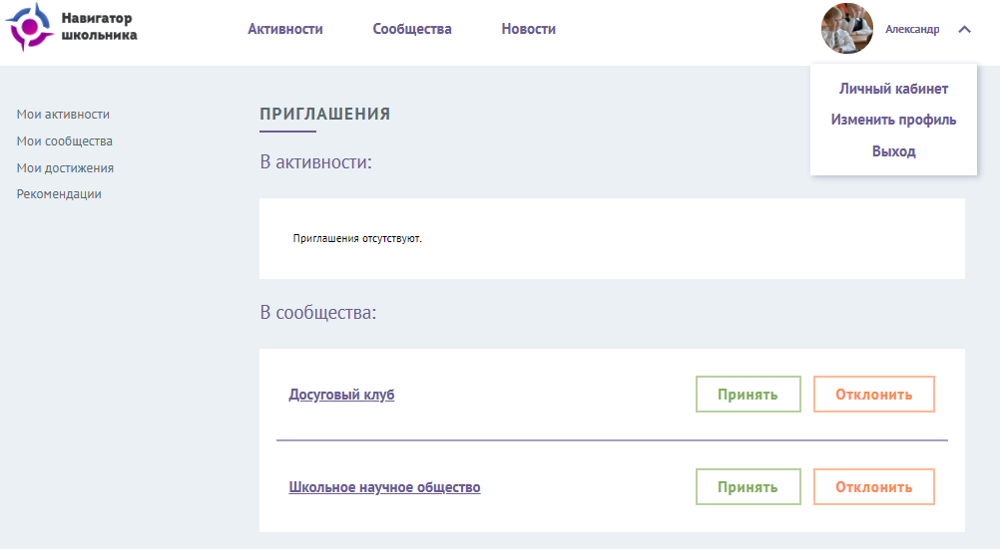 Навигатор
школьника
Активности Сообщества Новости
Александр
Личный кабинет
Изменить профиль
Выход
Мои активности
Мои сообщества
Мои достижения
Рекомендации
ПРИГЛАШЕНИЯ
В активности:
Приглашения отсутствуют.
В сообщества:
Досуговый клуб Принять Отклонить
Школьное научное общество Принять Отклонить